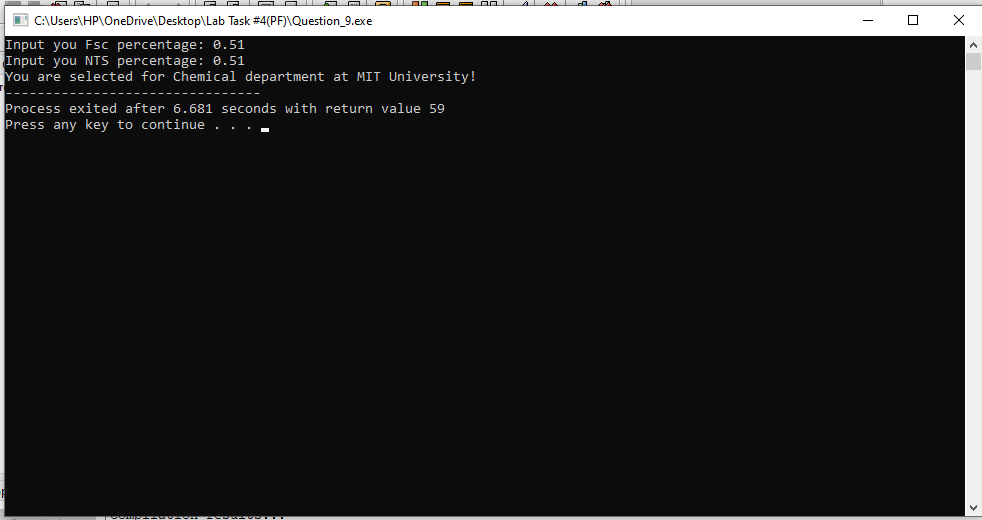 C:\Users\HP\OneDrive\Desktop\Lab Task #4(PF)\Question_9.exe
Input you Fsc percentage: 0.51
Input you NTS percentage: 0.51
You are selected for Chemical department at MIT University!
--------------------------------
Process exited after 6.681 seconds with return value 59
Press any key to continue . . .